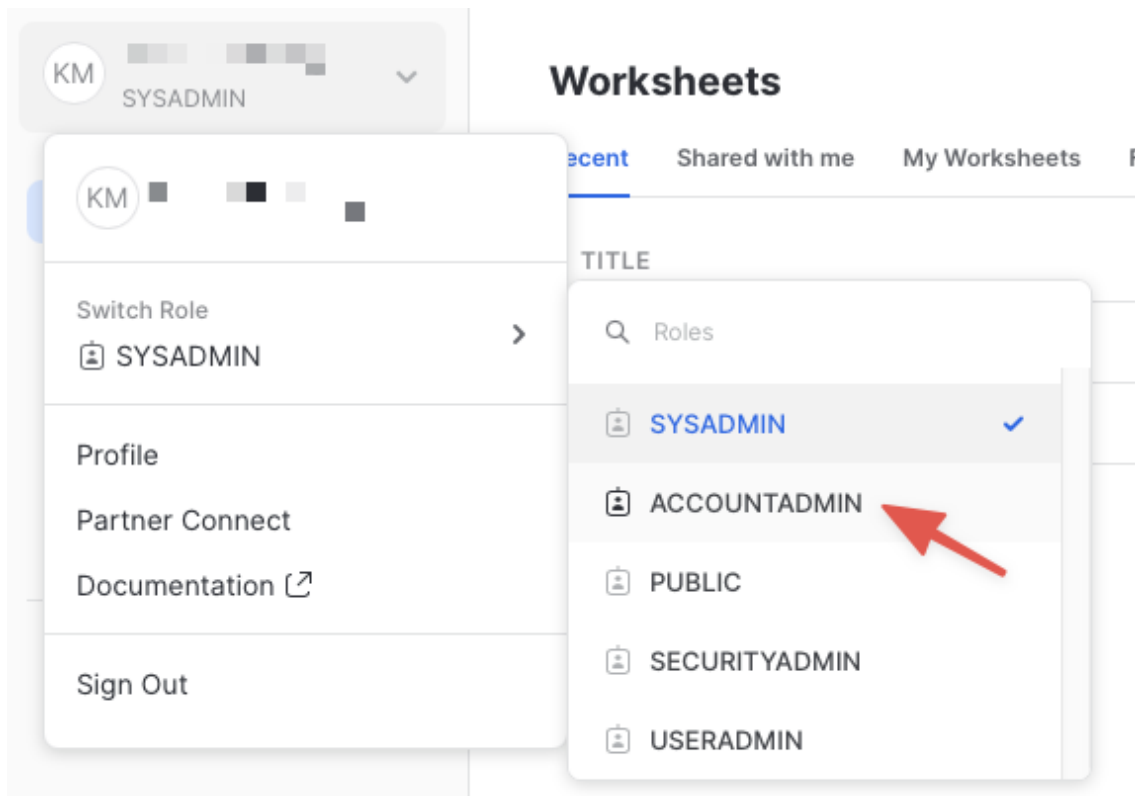 KM
SYSADMIN
KM
Switch Role
SYSADMIN
Profile
Partner Connect
Documentation
Sign Out
Worksheets
ecent Shared with me My Worksheets
TITLE
Roles
SYSADMIN
ACCOUNTADMIN
PUBLIC
SECURITYADMIN
USERADMIN